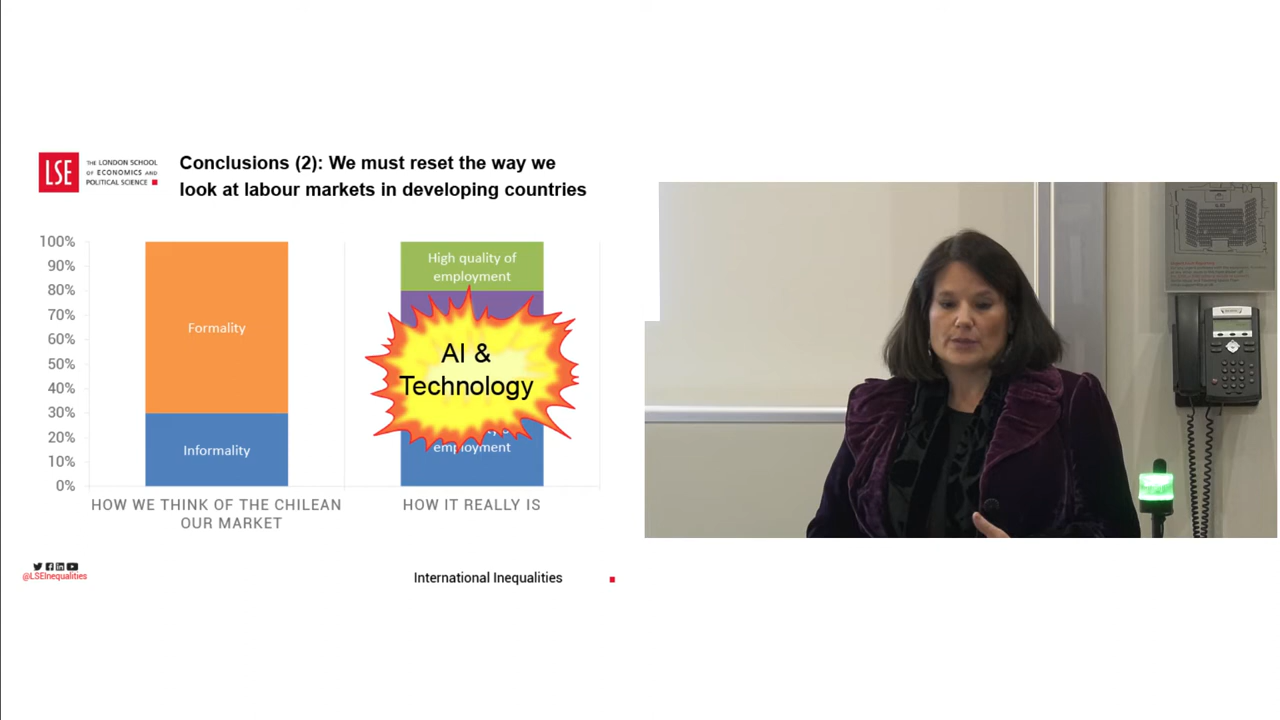 LSE
THE LONDON SCHOOL
OF ECONOMICS AND
POLITICAL SCIENCE
Conclusions (2): We must reset the way we
look at labour markets in developing countries
100%
90%
80%
70%
60%
50%
40%
30%
20%
10%
0%
Formality
Informality
High quality of
employment
AI &
Technology
employment
HOW WE THINK OF THE CHILEAN
OUR MARKET
HOW IT REALLY IS
@LSEInequalities
International Inequalities